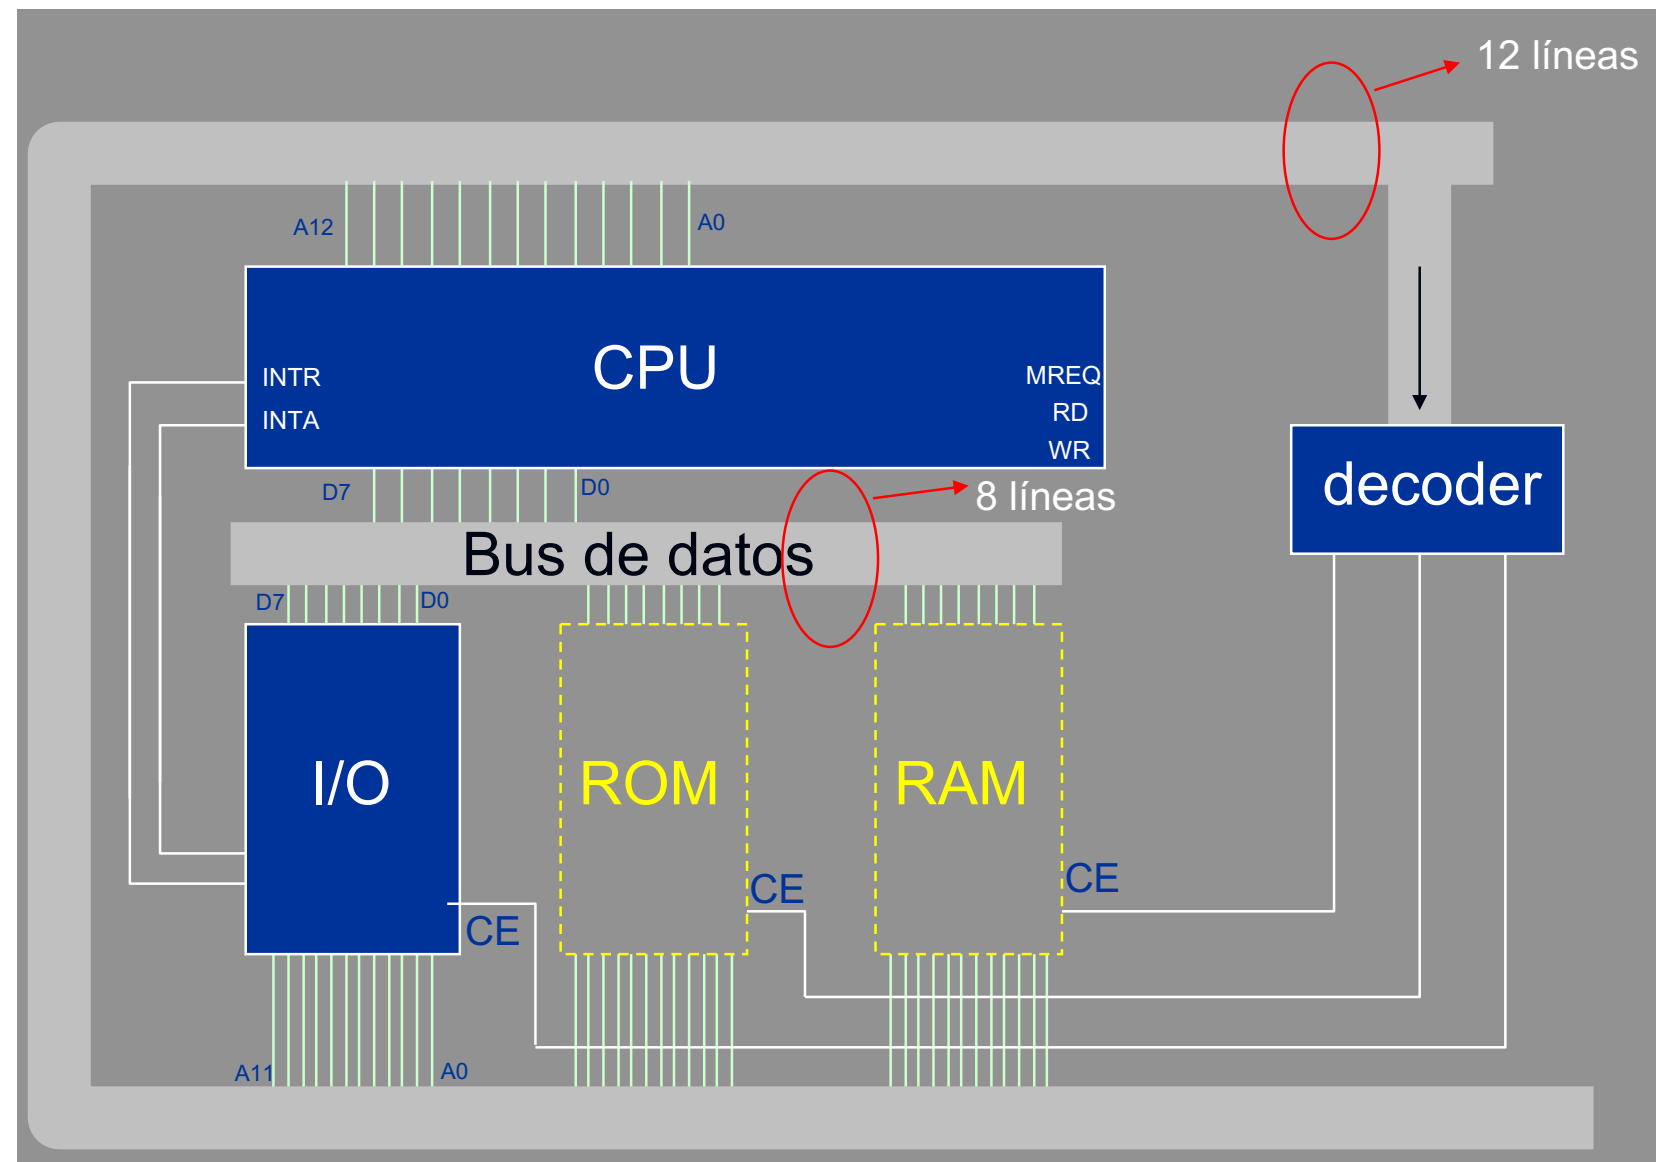 12 líneas
A12
A0
CPU
INTR
INTA
MREQ
RD
WR
decoder
D7
D0
8 líneas
Bus de datos
D7
D0
I/O
ROM
RAM
CE
CE
CE
A11
A0